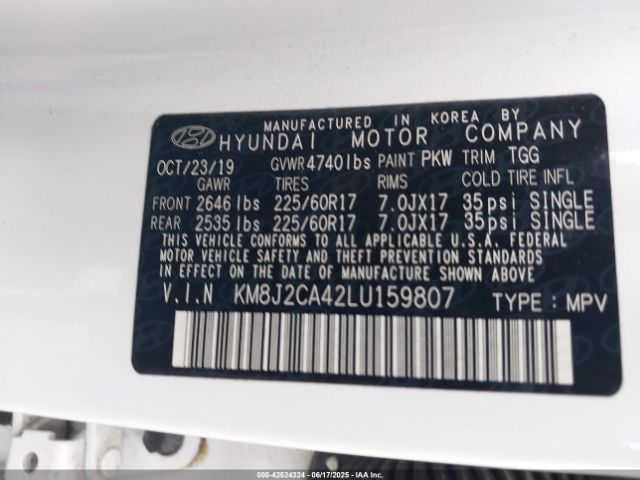 MANUFACTURED IN KOREA BY
HYUNDAI MOTOR COMPANY
OCT/23/19 GVWR 4740lbs PAINT PKW TRIM TGG
GAWR TIRES RIMS COLD TIRE INFL
FRONT 2646 lbs 225/60R17 7.0JX17 35psi SINGLE
REAR 2535 lbs 225/60R17 7.0JX17 35psi SINGLE
THIS VEHICLE CONFORMS TO ALL APPLICABLE U.S.A. FEDERAL
MOTOR VEHICLE SAFETY AND THEFT PREVENTION STANDARDS
IN EFFECT ON THE DATE OF MANUFACTURE SHOWN ABOVE.
V.I.N KM8J2CA42LU159807 TYPE : MPV
000-42524324 - 06/17/2025 - © IAA Holdings, LLC